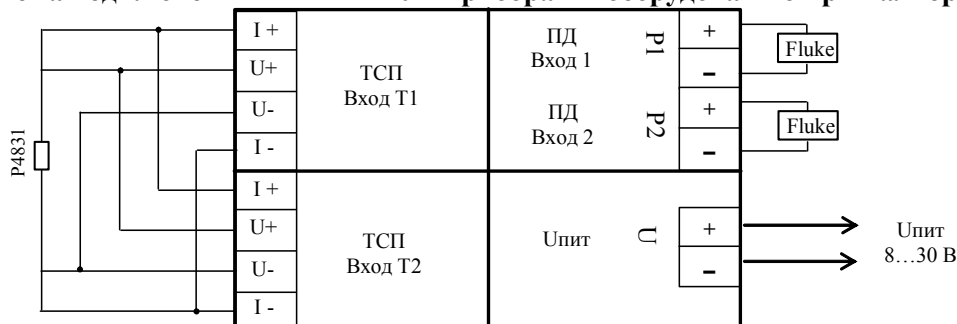 I +
U+
U-
I -
I +
U+
U-
I -
ТСП
Вход Т1
ТСП
Вход Т2
ПД
Вход 1
ПД
Вход 2
P1
P2
+
–
+
–
Fluke
Fluke
Uпит
U
+
–
Uпит
8…30 В
P4831